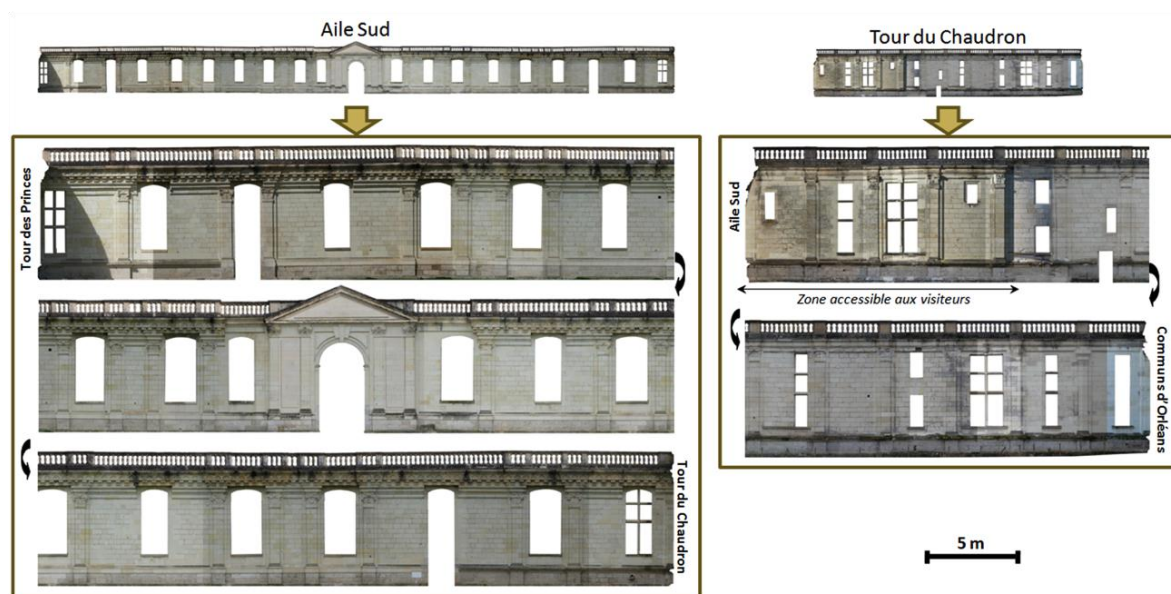 Aile Sud
Tour du Chaudron
Tour des Princes
Tour du Chaudron
Aile Sud
Zone accessible aux visiteurs
Communs d'Orléans
5 m